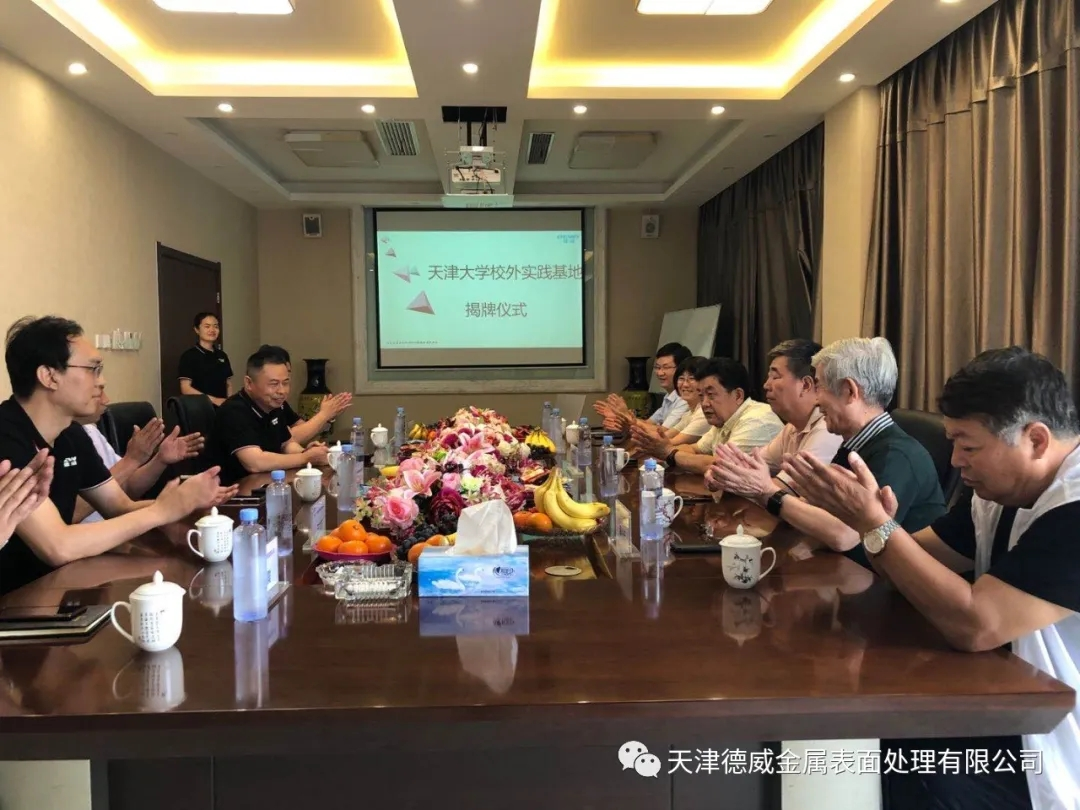 天津大学校外实践基地
揭牌仪式
天津德威金属表面处理有限公司